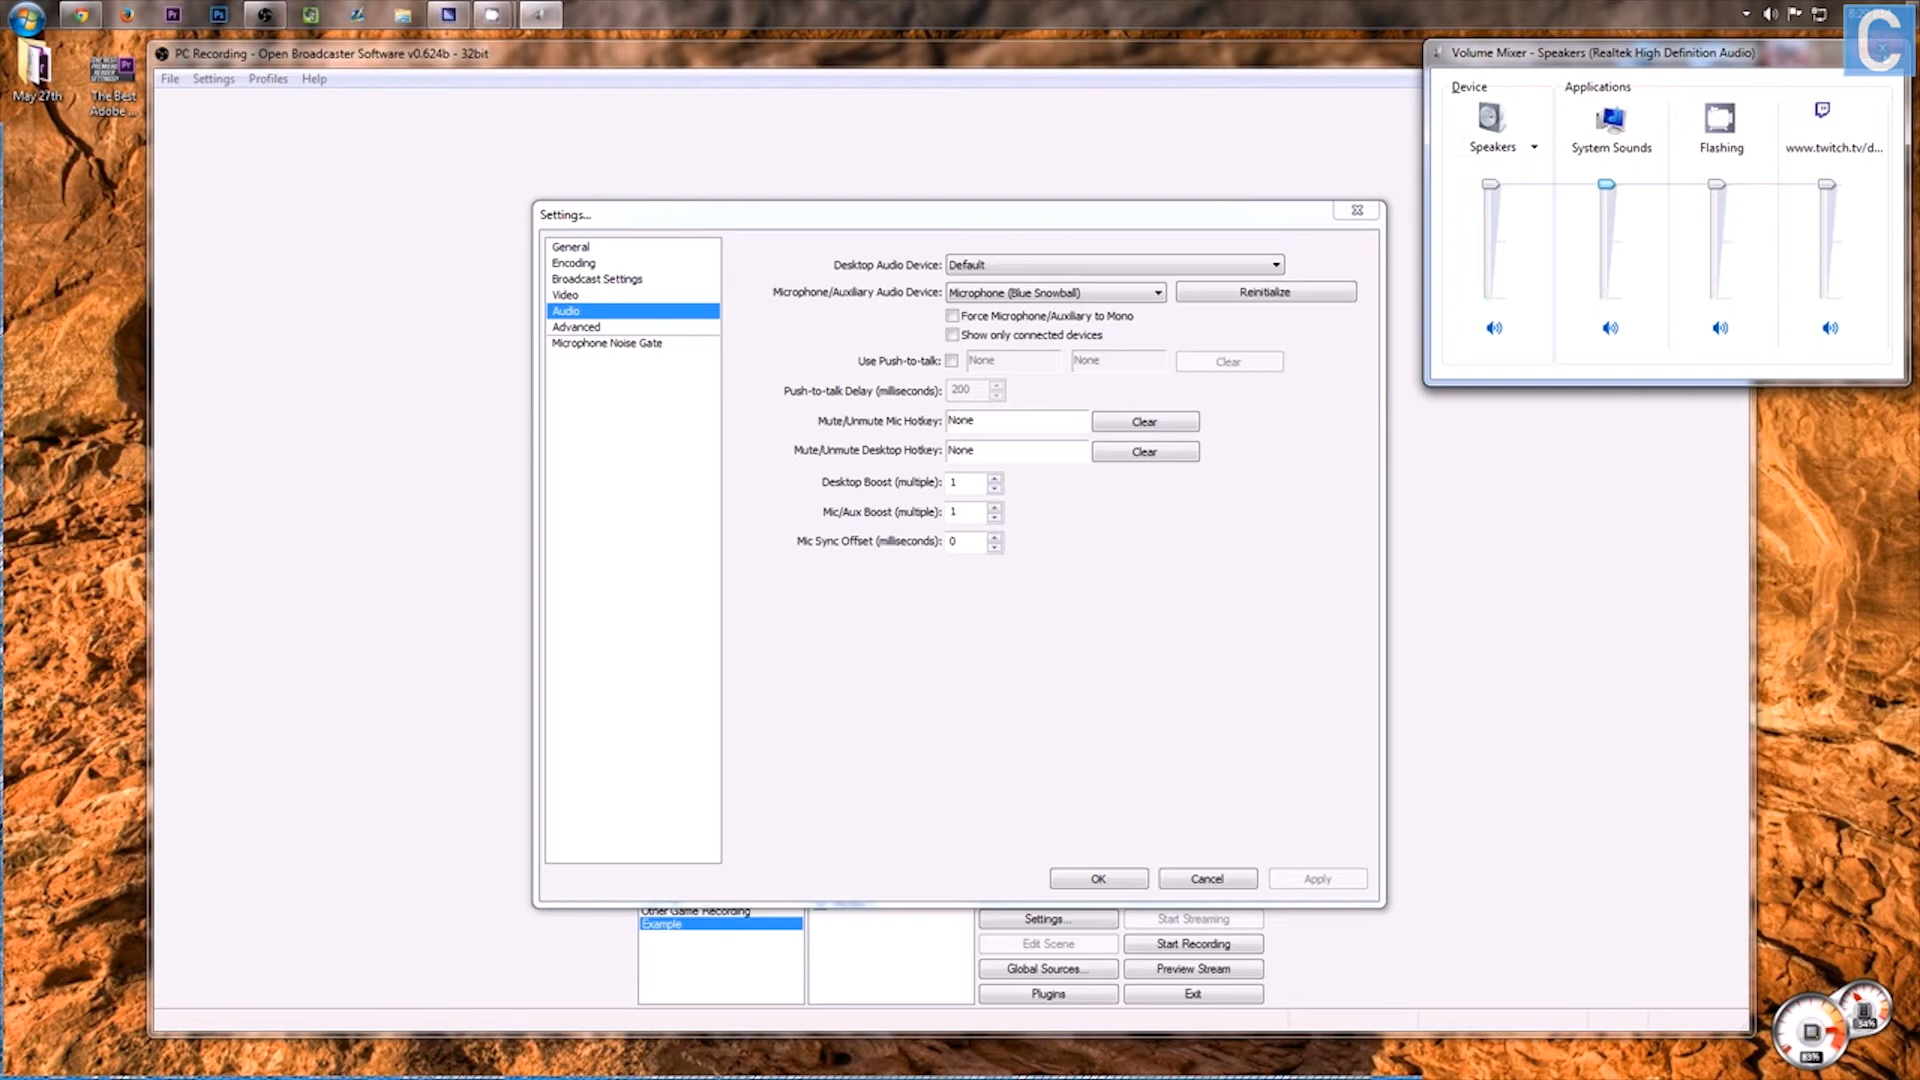 PC Recording - Open Broadcaster Software v0.624b - 32bit
File Settings Profiles Help
May 27th
The Best
Adobe ...
Volume Mixer - Speakers (Realtek High Definition Audio)
Device
Applications
Speakers
System Sounds
Flashing
www.twitch.tv/d...
C
Settings...
General
Encoding
Broadcast Settings
Video
Audio
Advanced
Microphone Noise Gate
Desktop Audio Device: Default
Microphone/Auxiliary Audio Device: Microphone (Blue Snowball) Reinitialize
Force Microphone/Auxiliary to Mono
Show only connected devices
Use Push-to-talk: None None Clear
Push-to-talk Delay (milliseconds): 200
Mute/Unmute Mic Hotkey: None Clear
Mute/Unmute Desktop Hotkey: None Clear
Desktop Boost (multiple): 1
Mic/Aux Boost (multiple): 1
Mic Sync Offset (milliseconds): 0
OK Cancel Apply
Other Game Recording
Example
Settings... Start Streaming
Edit Scene Start Recording
Global Sources... Preview Stream
Plugins Exit
34%
83%